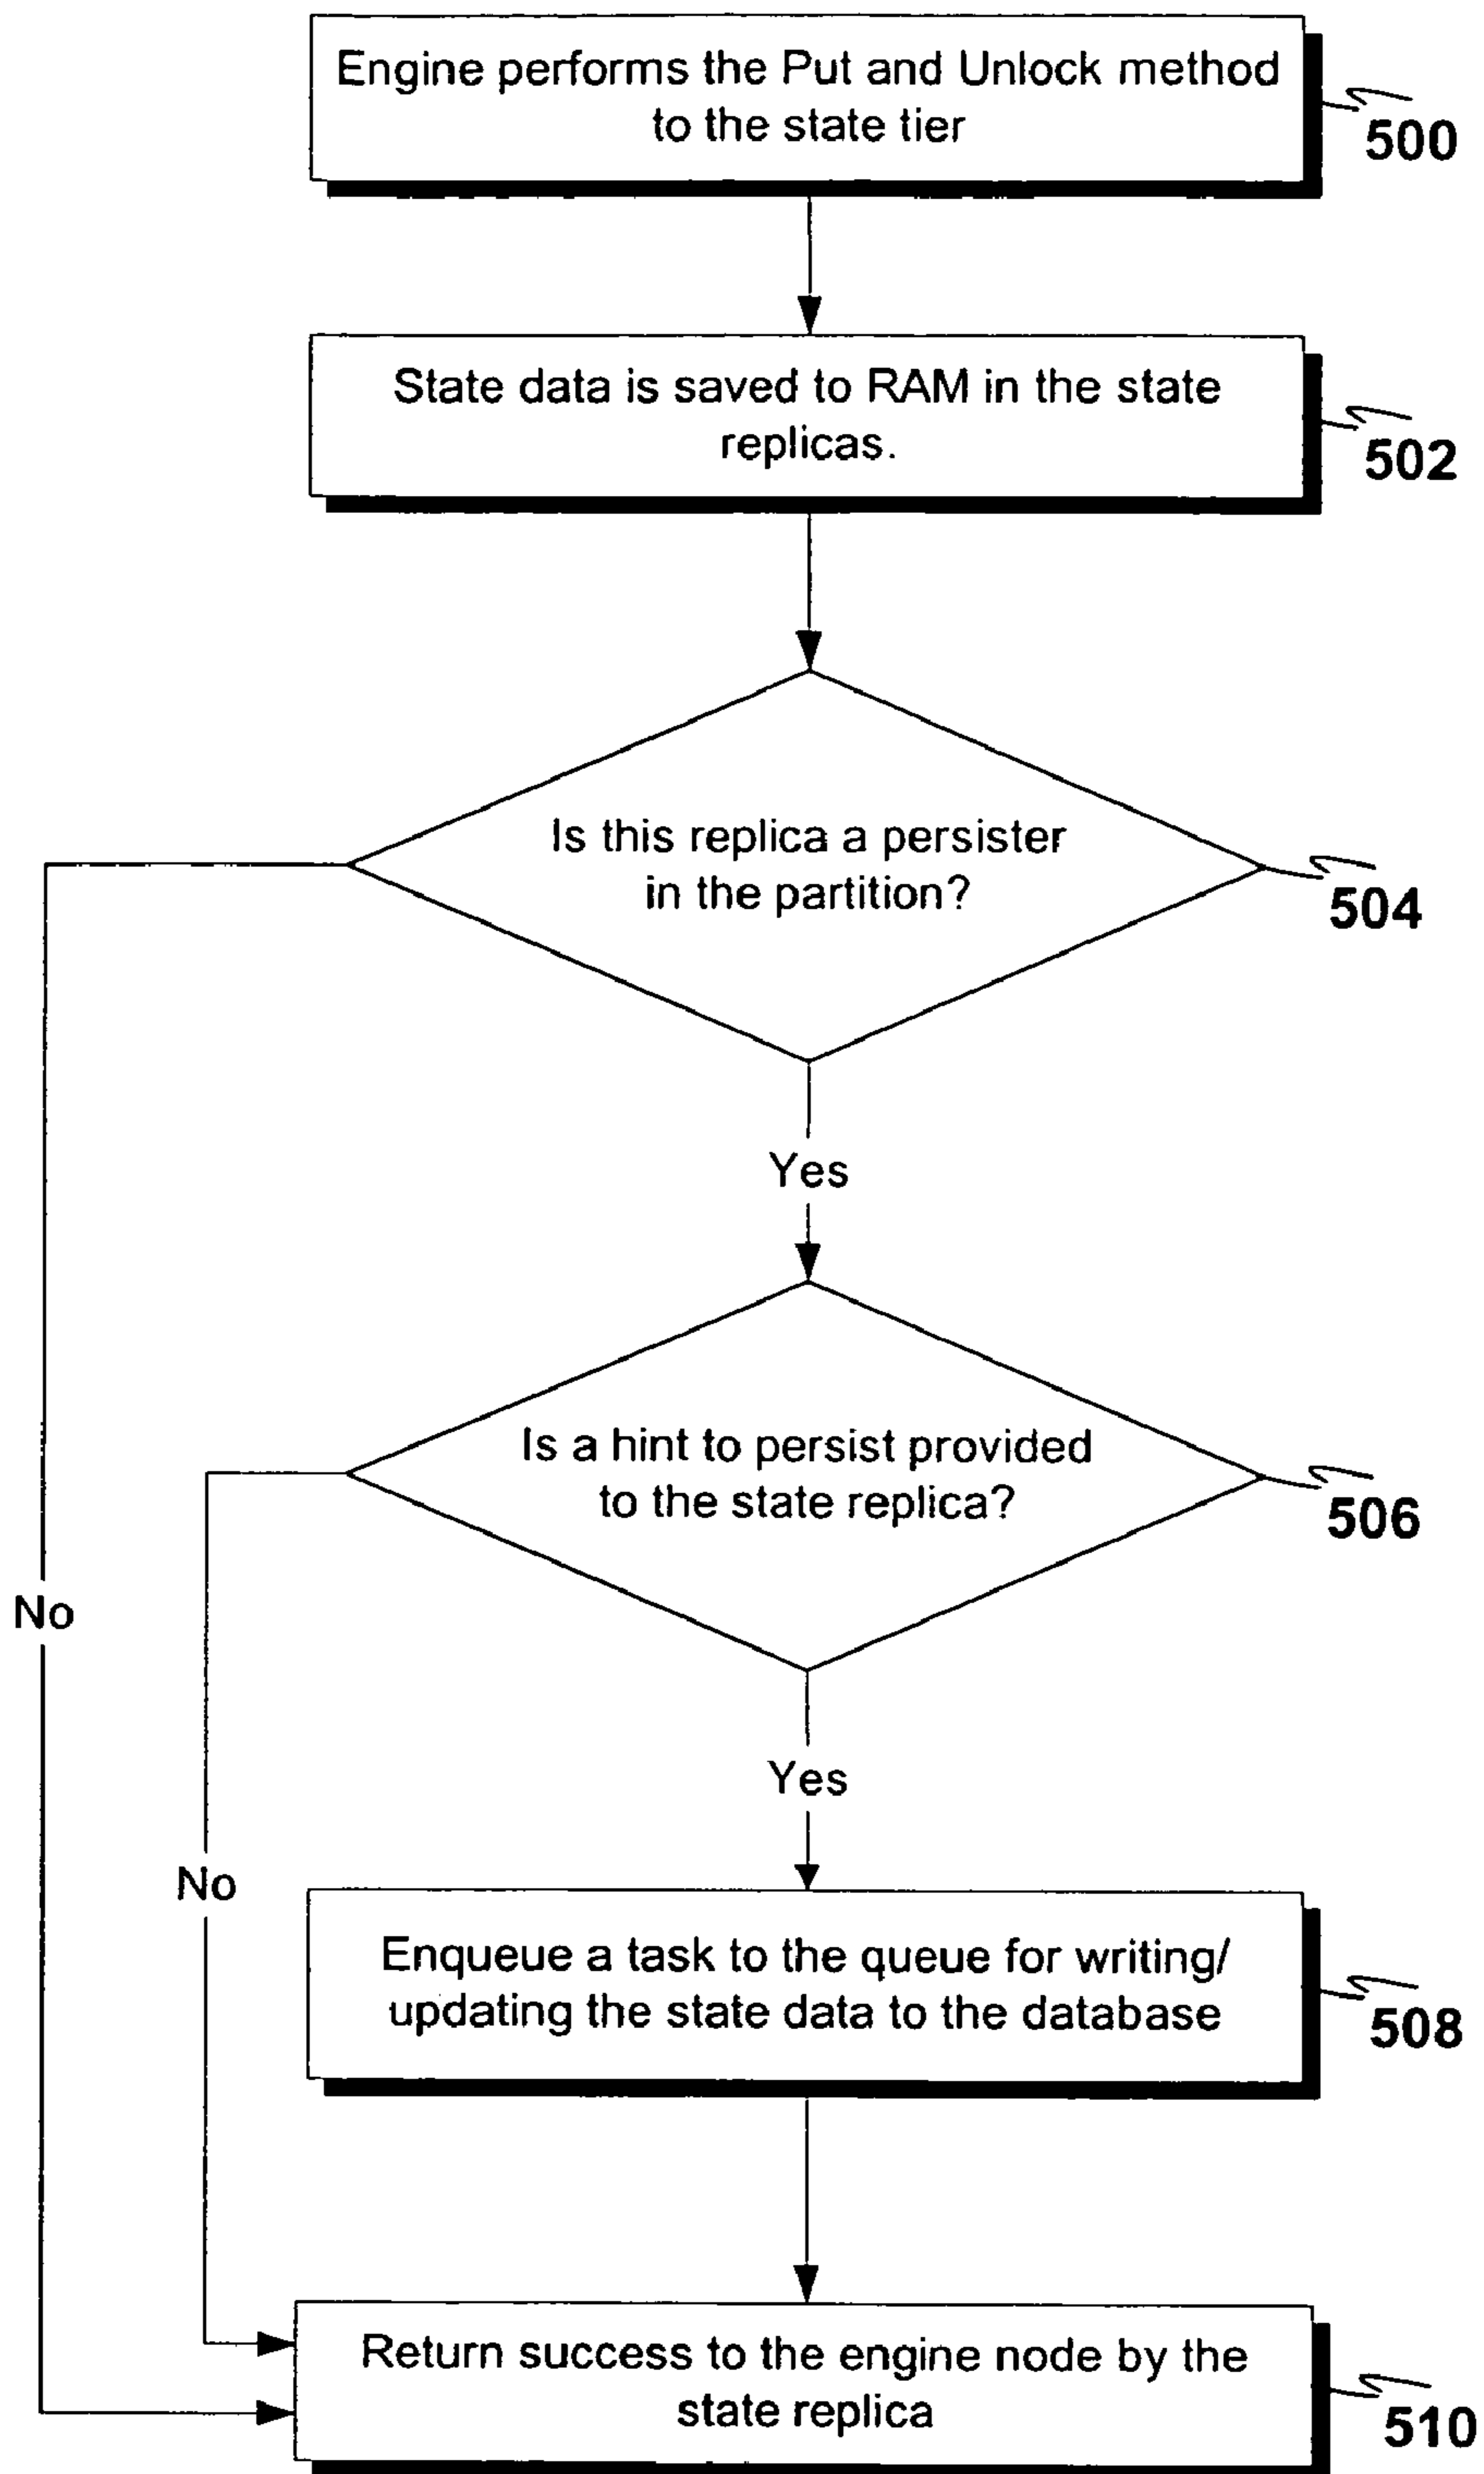 Engine performs the Put and Unlock method
to the state tier
500
State data is saved to RAM in the state
replicas.
502
Is this replica a persister
in the partition?
504
Yes
Is a hint to persist provided
to the state replica?
506
No
Yes
No
Enqueue a task to the queue for writing/
updating the state data to the database
508
Return success to the engine node by the
state replica
510